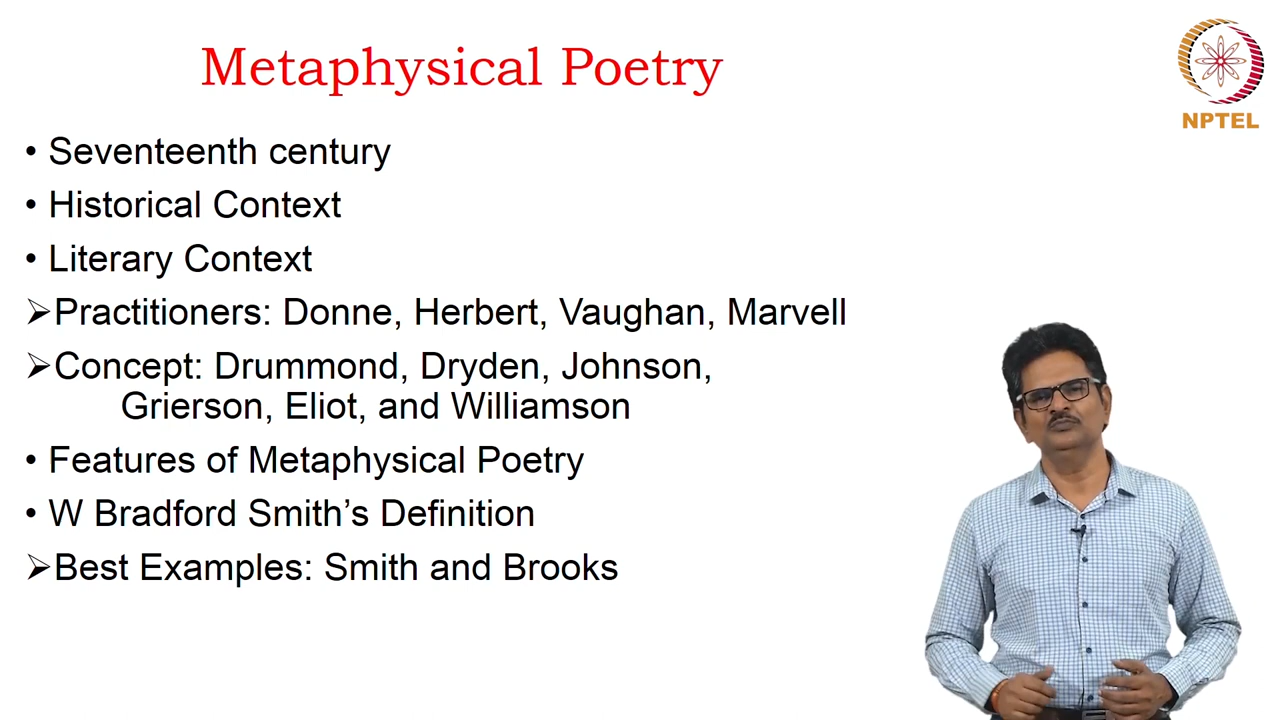 Metaphysical Poetry
NPTEL
• Seventeenth century
• Historical Context
• Literary Context
➢Practitioners: Donne, Herbert, Vaughan, Marvell
➢Concept: Drummond, Dryden, Johnson,
Grierson, Eliot, and Williamson
• Features of Metaphysical Poetry
• W Bradford Smith’s Definition
➢Best Examples: Smith and Brooks